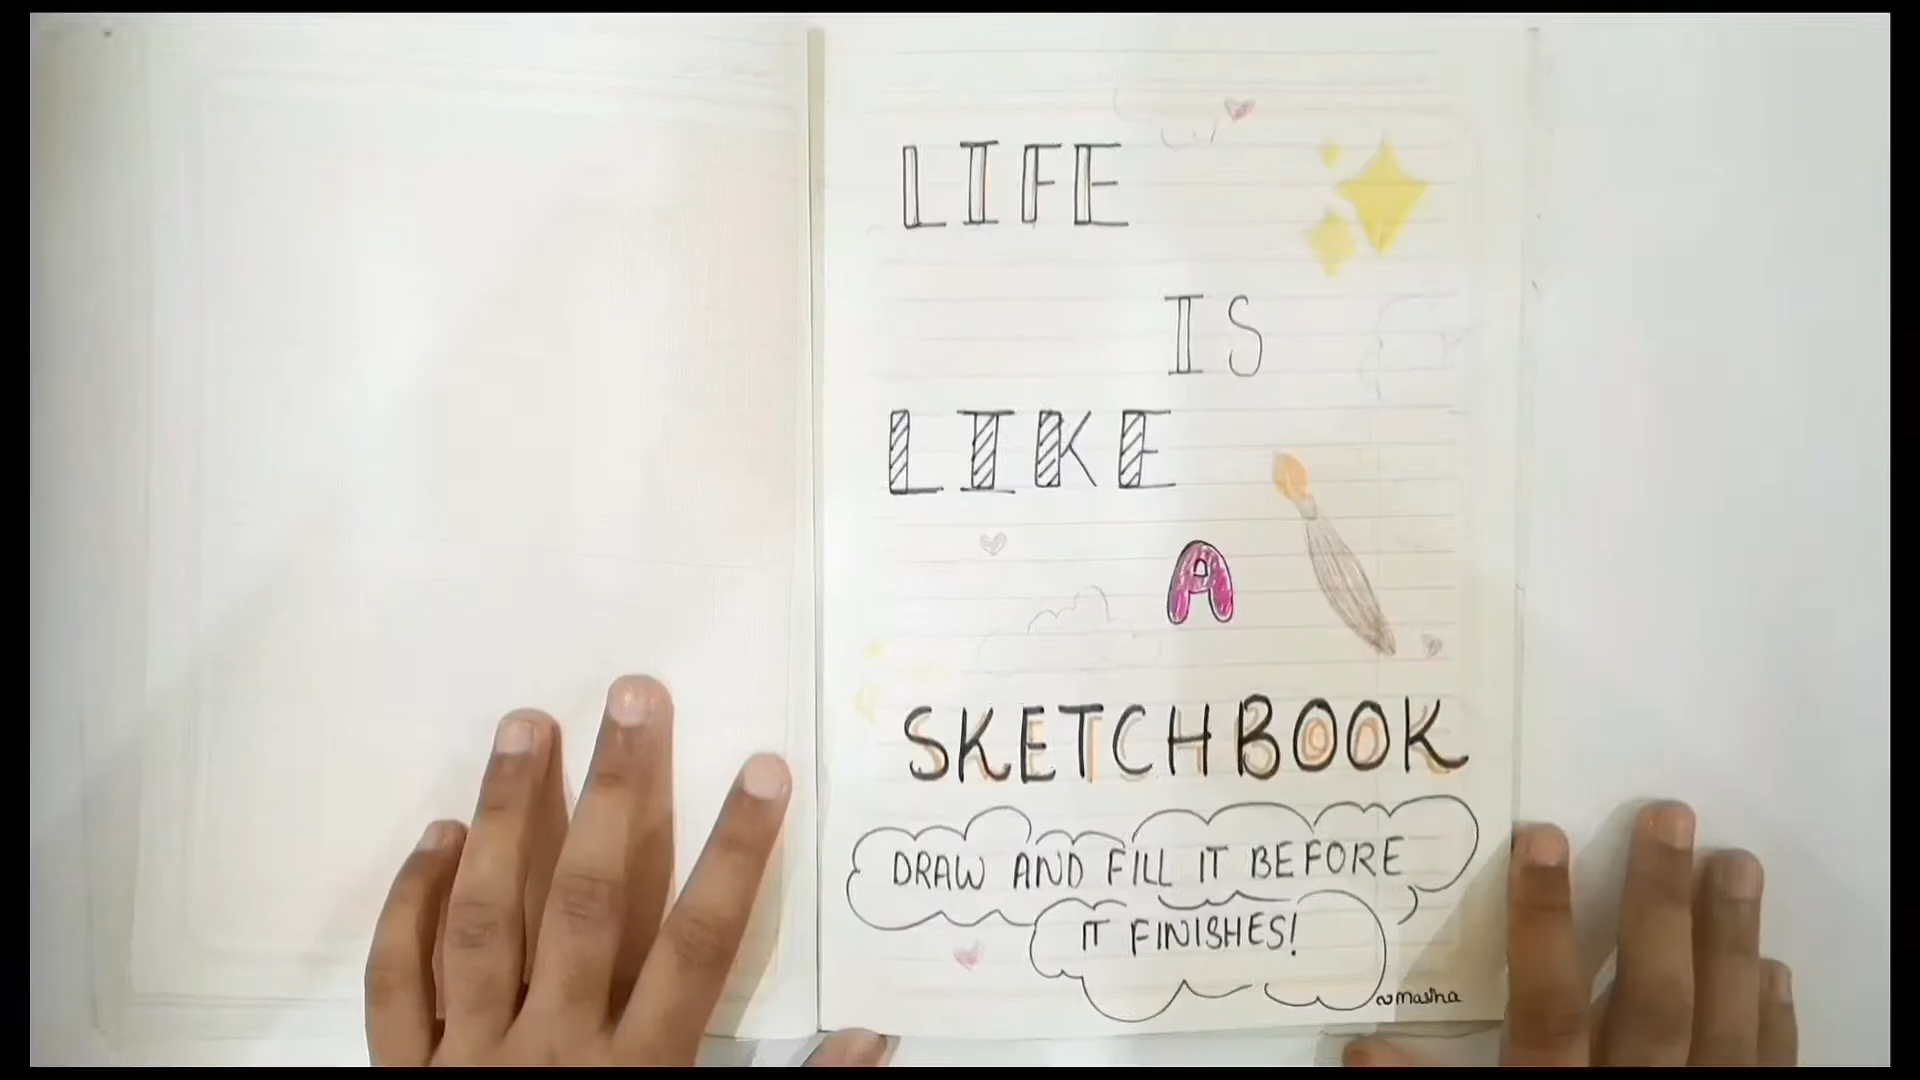 LIFE
IS
LIKE
A
SKETCHBOOK
DRAW AND FILL IT BEFORE
IT FINISHES!
~masha